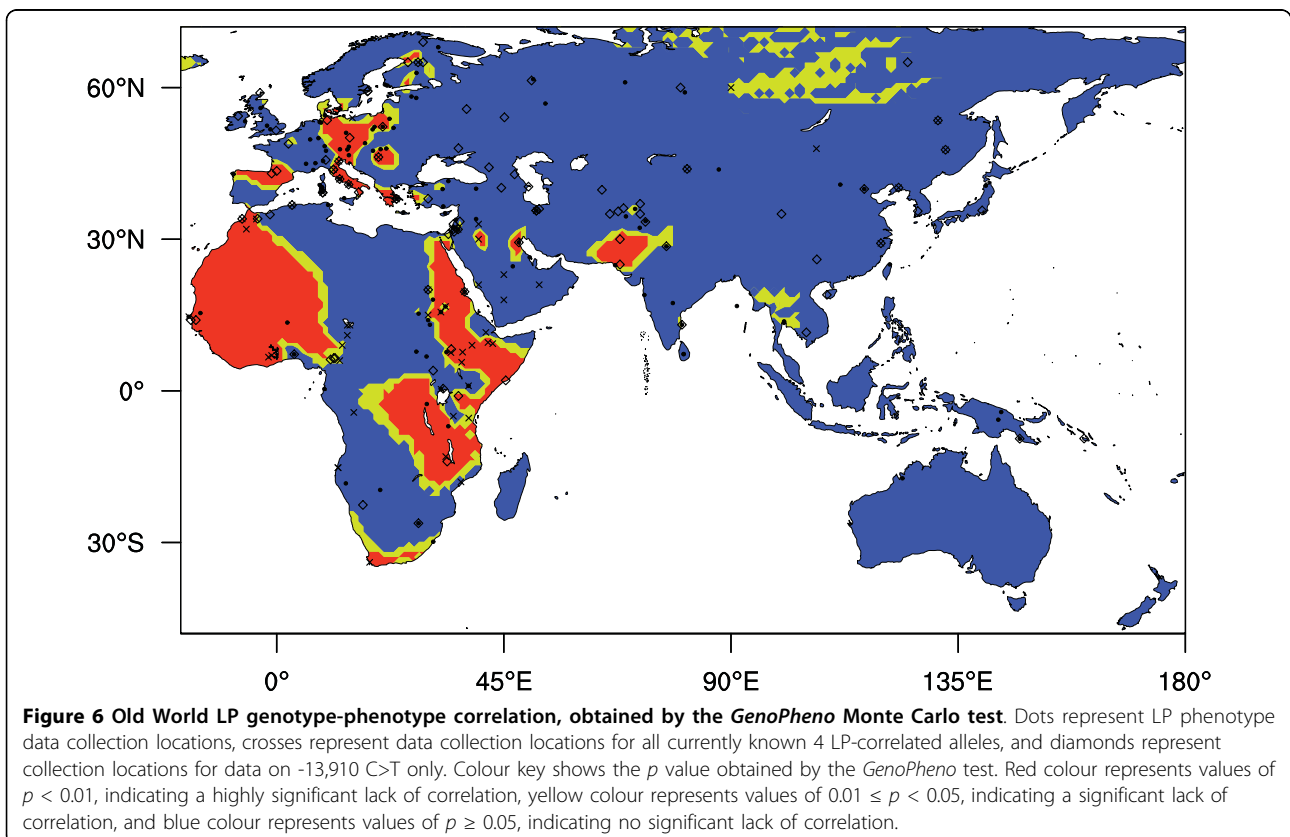 60°N
30°N
0°
30°S
0°
45°E
90°E
135°E
180°
Figure 6 Old World LP genotype-phenotype correlation, obtained by the GenoPheno Monte Carlo test. Dots represent LP phenotype
data collection locations, crosses represent data collection locations for all currently known 4 LP-correlated alleles, and diamonds represent
collection locations for data on -13,910 C>T only. Colour key shows the p value obtained by the GenoPheno test. Red colour represents values of
p < 0.01, indicating a highly significant lack of correlation, yellow colour represents values of 0.01 ≤ p < 0.05, indicating a significant lack of
correlation, and blue colour represents values of p ≥ 0.05, indicating no significant lack of correlation.